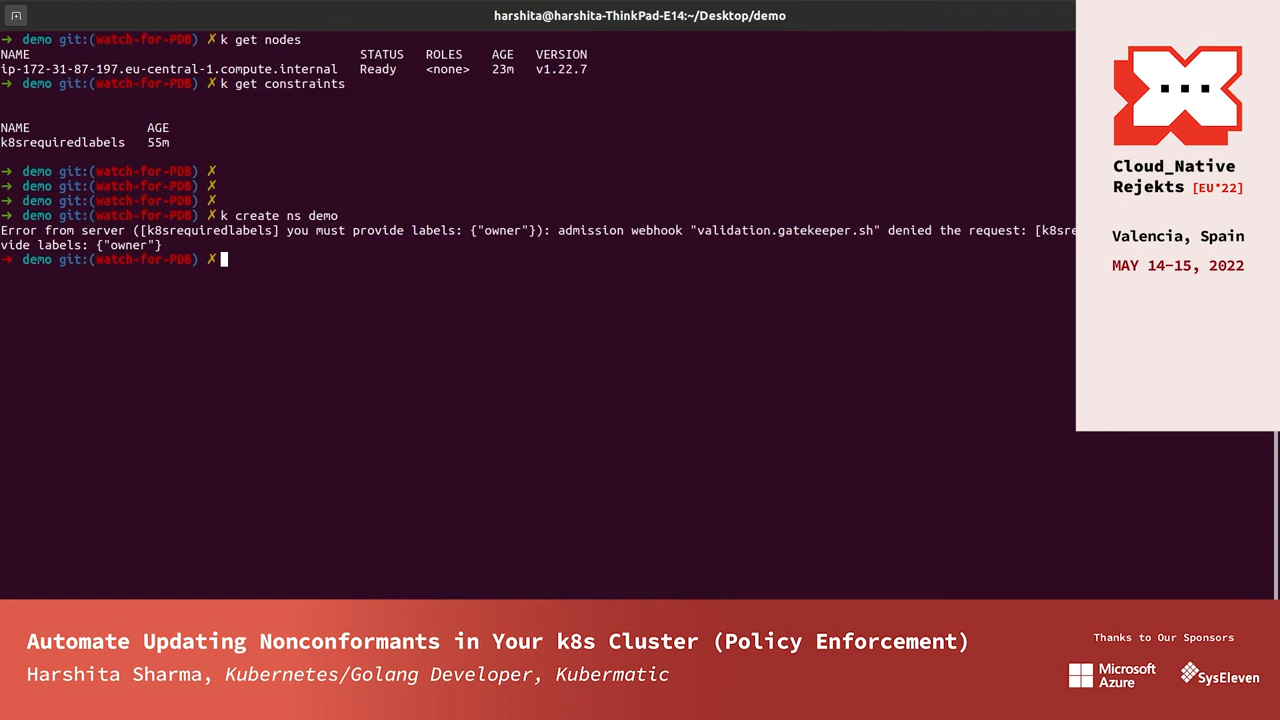 harshita@harshita-ThinkPad-E14:~/Desktop/demo
➜ demo git:(watch-for-PDB) ✗ k get nodes
NAME STATUS ROLES AGE VERSION
ip-172-31-87-197.eu-central-1.compute.internal Ready <none> 23m v1.22.7
➜ demo git:(watch-for-PDB) ✗ k get constraints
NAME AGE
k8srequiredlabels 55m
➜ demo git:(watch-for-PDB) ✗
➜ demo git:(watch-for-PDB) ✗
➜ demo git:(watch-for-PDB) ✗
➜ demo git:(watch-for-PDB) ✗ k create ns demo
Error from server ([k8srequiredlabels] you must provide labels: {"owner"}): admission webhook "validation.gatekeeper.sh" denied the request: [k8sre
vide labels: {"owner"}
➜ demo git:(watch-for-PDB) ✗
Cloud_Native
Rejekts [EU'22]
Valencia, Spain
MAY 14-15, 2022
Automate Updating Nonconformants in Your k8s Cluster (Policy Enforcement)
Harshita Sharma, Kubernetes/Golang Developer, Kubermatic
Thanks to Our Sponsors
Microsoft
Azure
SysEleven